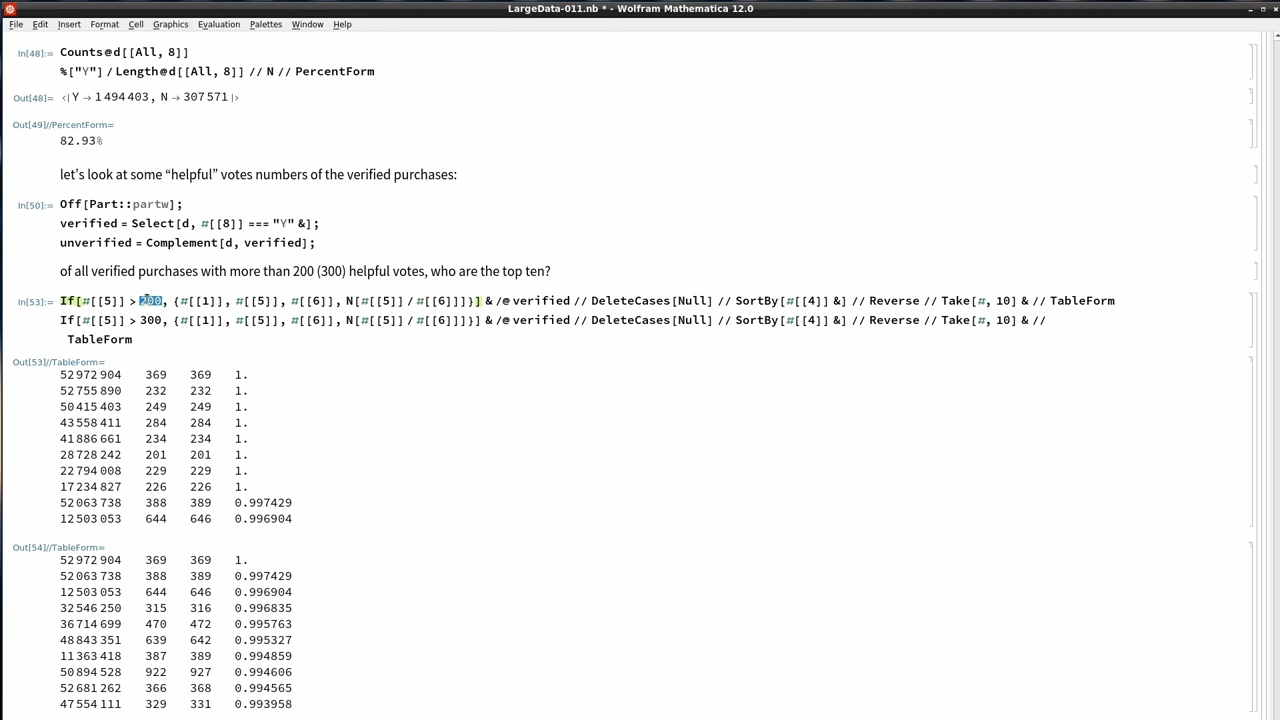 LargeData-011.nb * - Wolfram Mathematica 12.0
File Edit Insert Format Cell Graphics Evaluation Palettes Window Help
In[48]:= Counts@d[[All, 8]]
%["Y"] / Length@d[[All, 8]] // N // PercentForm
Out[48]= <| Y → 1 494 403, N → 307 571 |>
Out[49]//PercentForm=
82.93%
let's look at some “helpful” votes numbers of the verified purchases:
In[50]:= Off[Part::partw];
verified = Select[d, #[[8]] === "Y" &];
unverified = Complement[d, verified];
of all verified purchases with more than 200 (300) helpful votes, who are the top ten?
In[53]:= If[#[[5]] > 200, {#[[1]], #[[5]], #[[6]], N[#[[5]] / #[[6]]]}] & /@ verified // DeleteCases[Null] // SortBy[#[[4]] &] // Reverse // Take[#, 10] & // TableForm
If[#[[5]] > 300, {#[[1]], #[[5]], #[[6]], N[#[[5]] / #[[6]]]}] & /@ verified // DeleteCases[Null] // SortBy[#[[4]] &] // Reverse // Take[#, 10] & //
TableForm
Out[53]//TableForm=
52 972 904 369 369 1.
52 755 890 232 232 1.
50 415 403 249 249 1.
43 558 411 284 284 1.
41 886 661 234 234 1.
28 728 242 201 201 1.
22 794 008 229 229 1.
17 234 827 226 226 1.
52 063 738 388 389 0.997429
12 503 053 644 646 0.996904
Out[54]//TableForm=
52 972 904 369 369 1.
52 063 738 388 389 0.997429
12 503 053 644 646 0.996904
32 546 250 315 316 0.996835
36 714 699 470 472 0.995763
48 843 351 639 642 0.995327
11 363 418 387 389 0.994859
50 894 528 922 927 0.994606
52 681 262 366 368 0.994565
47 554 111 329 331 0.993958